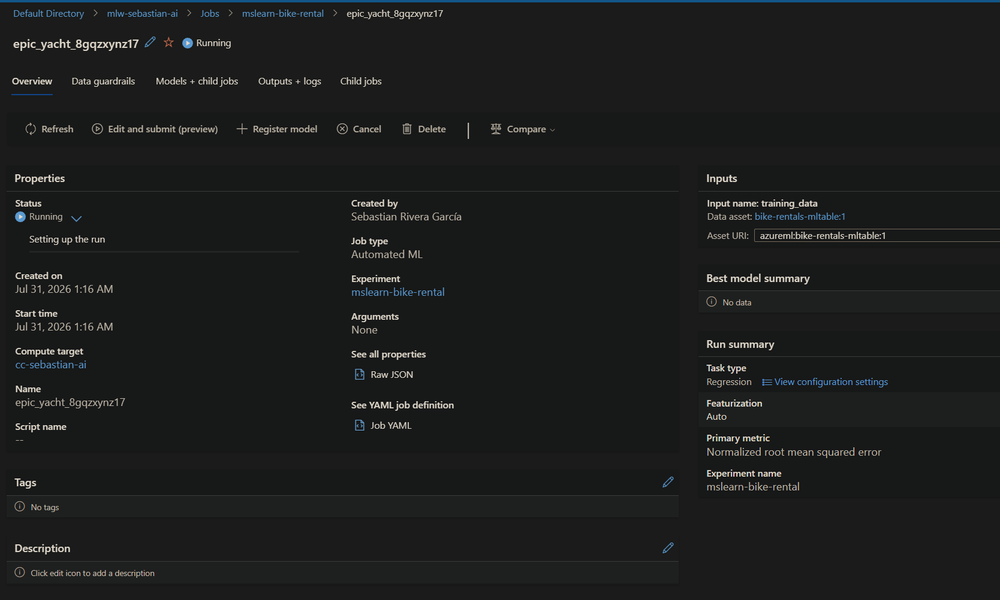 Default Directory > mlw-sebastian-ai > Jobs > mslearn-bike-rental > epic_yacht_8gqzxynz17
epic_yacht_8gqzxynz17 Running
Overview Data guardrails Models + child jobs Outputs + logs Child jobs
Refresh Edit and submit (preview) Register model Cancel Delete | Compare
Properties
Status
Running
Setting up the run
Created on
Jul 31, 2026 1:16 AM
Start time
Jul 31, 2026 1:16 AM
Compute target
cc-sebastian-ai
Name
epic_yacht_8gqzxynz17
Script name
--
Created by
Sebastian Rivera García
Job type
Automated ML
Experiment
mslearn-bike-rental
Arguments
None
See all properties
Raw JSON
See YAML job definition
Job YAML
Tags
No tags
Description
Click edit icon to add a description
Inputs
Input name: training_data
Data asset: bike-rentals-mltable:1
Asset URI: azureml:bike-rentals-mltable:1
Best model summary
No data
Run summary
Task type
Regression View configuration settings
Featurization
Auto
Primary metric
Normalized root mean squared error
Experiment name
mslearn-bike-rental